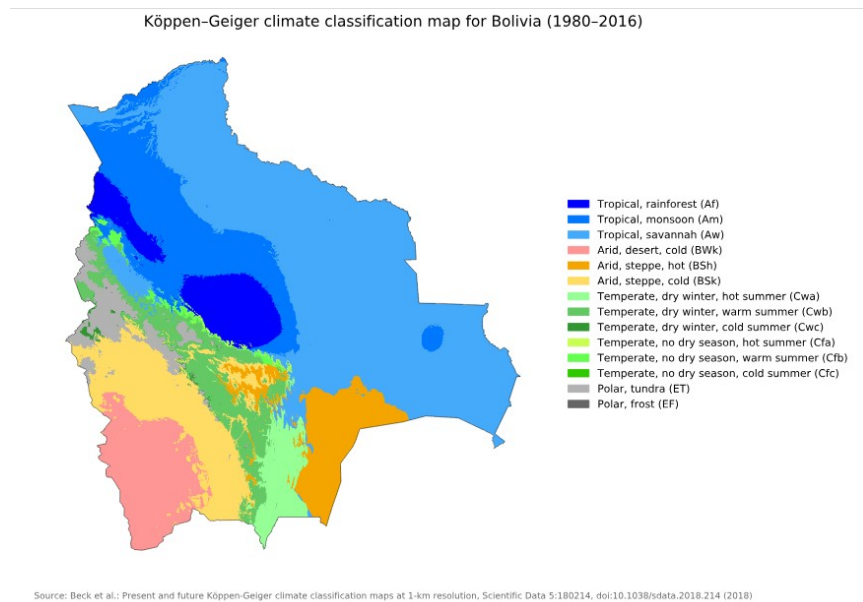 Köppen–Geiger climate classification map for Bolivia (1980–2016)
Tropical, rainforest (Af)
Tropical, monsoon (Am)
Tropical, savannah (Aw)
Arid, desert, cold (BWk)
Arid, steppe, hot (BSh)
Arid, steppe, cold (BSk)
Temperate, dry winter, hot summer (Cwa)
Temperate, dry winter, warm summer (Cwb)
Temperate, dry winter, cold summer (Cwc)
Temperate, no dry season, hot summer (Cfa)
Temperate, no dry season, warm summer (Cfb)
Temperate, no dry season, cold summer (Cfc)
Polar, tundra (ET)
Polar, frost (EF)
Source: Beck et al.: Present and future Köppen-Geiger climate classification maps at 1-km resolution, Scientific Data 5:180214, doi:10.1038/sdata.2018.214 (2018)